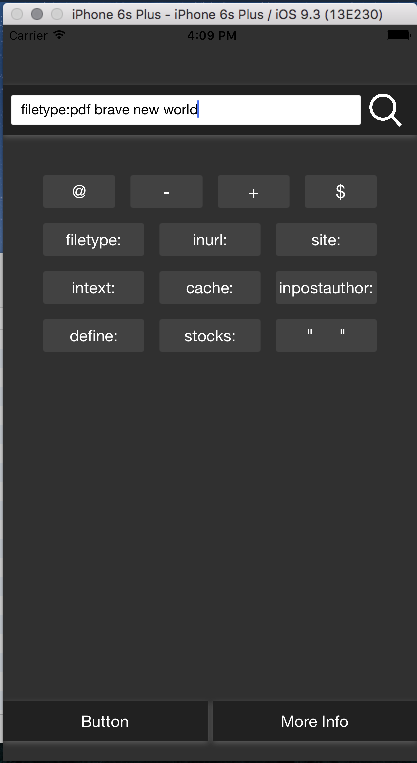 iPhone 6s Plus - iPhone 6s Plus / iOS 9.3 (13E230)
Carrier 4:09 PM
filetype:pdf brave new world
@ - + $
filetype: inurl: site:
intext: cache: inpostauthor:
define: stocks: " "
Button More Info